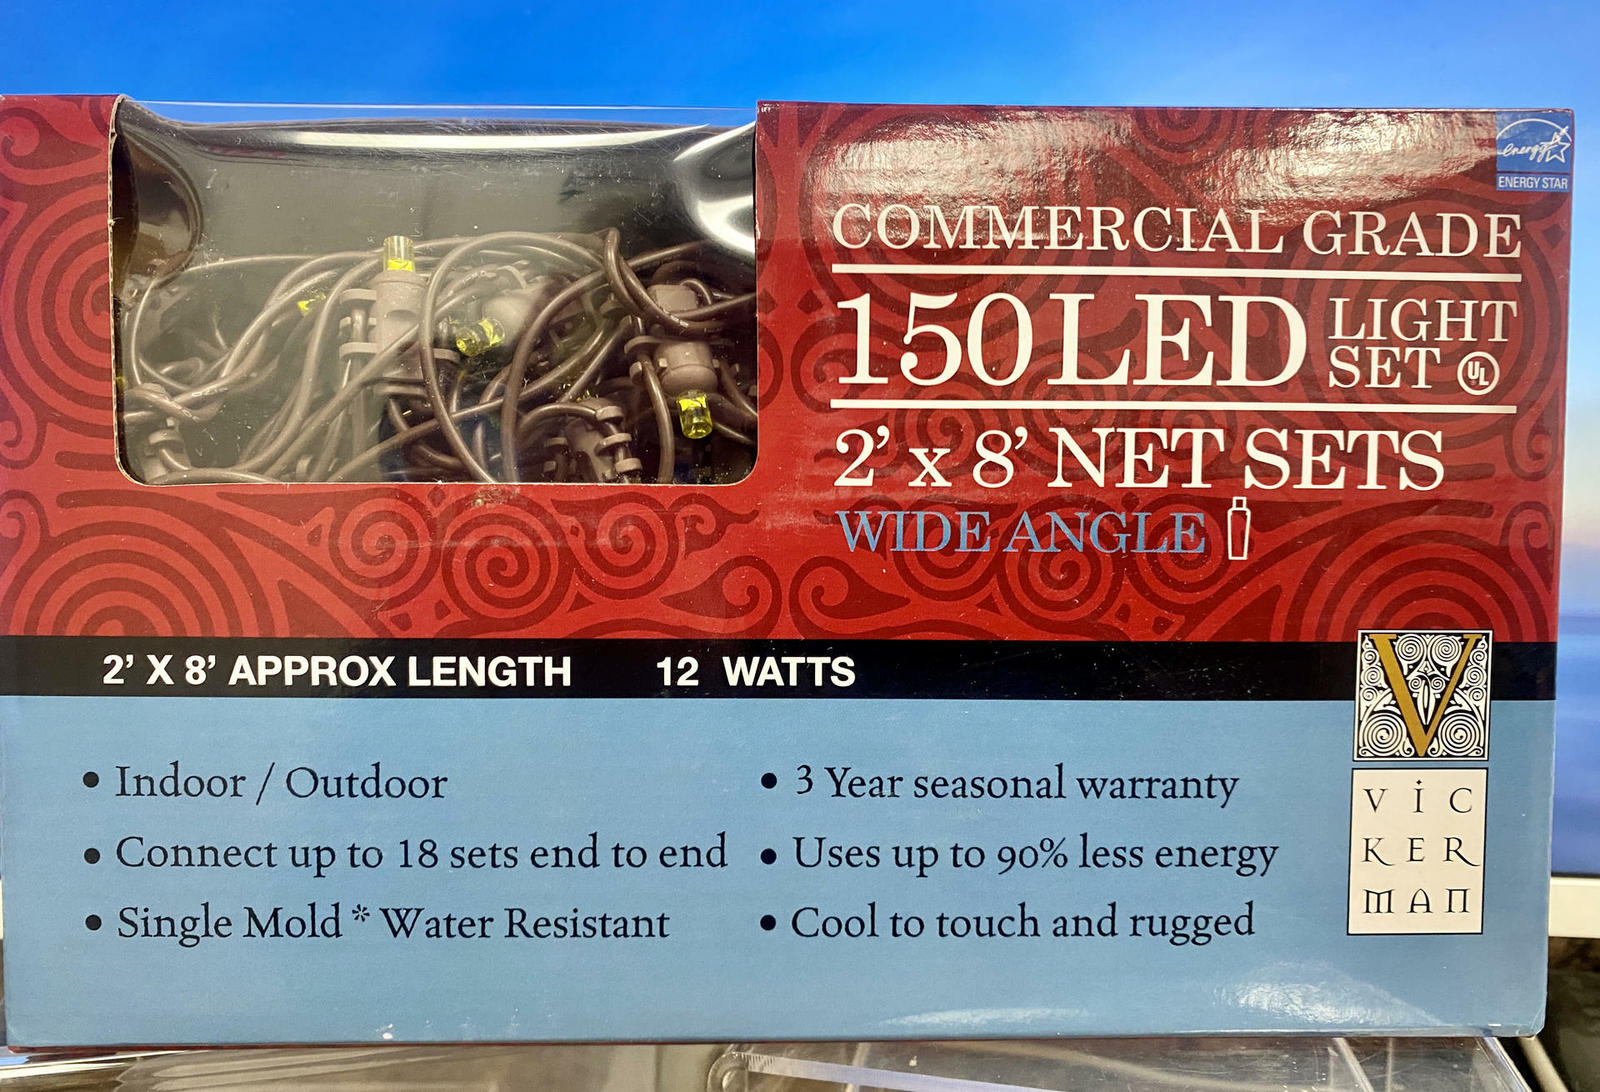 energy
ENERGY STAR
COMMERCIAL GRADE
150 LED LIGHT SET UL
2' x 8' NET SETS
WIDE ANGLE
2' X 8' APPROX LENGTH 12 WATTS
• Indoor / Outdoor
• Connect up to 18 sets end to end
• Single Mold * Water Resistant
• 3 Year seasonal warranty
• Uses up to 90% less energy
• Cool to touch and rugged
V
VIC
KER
MAN